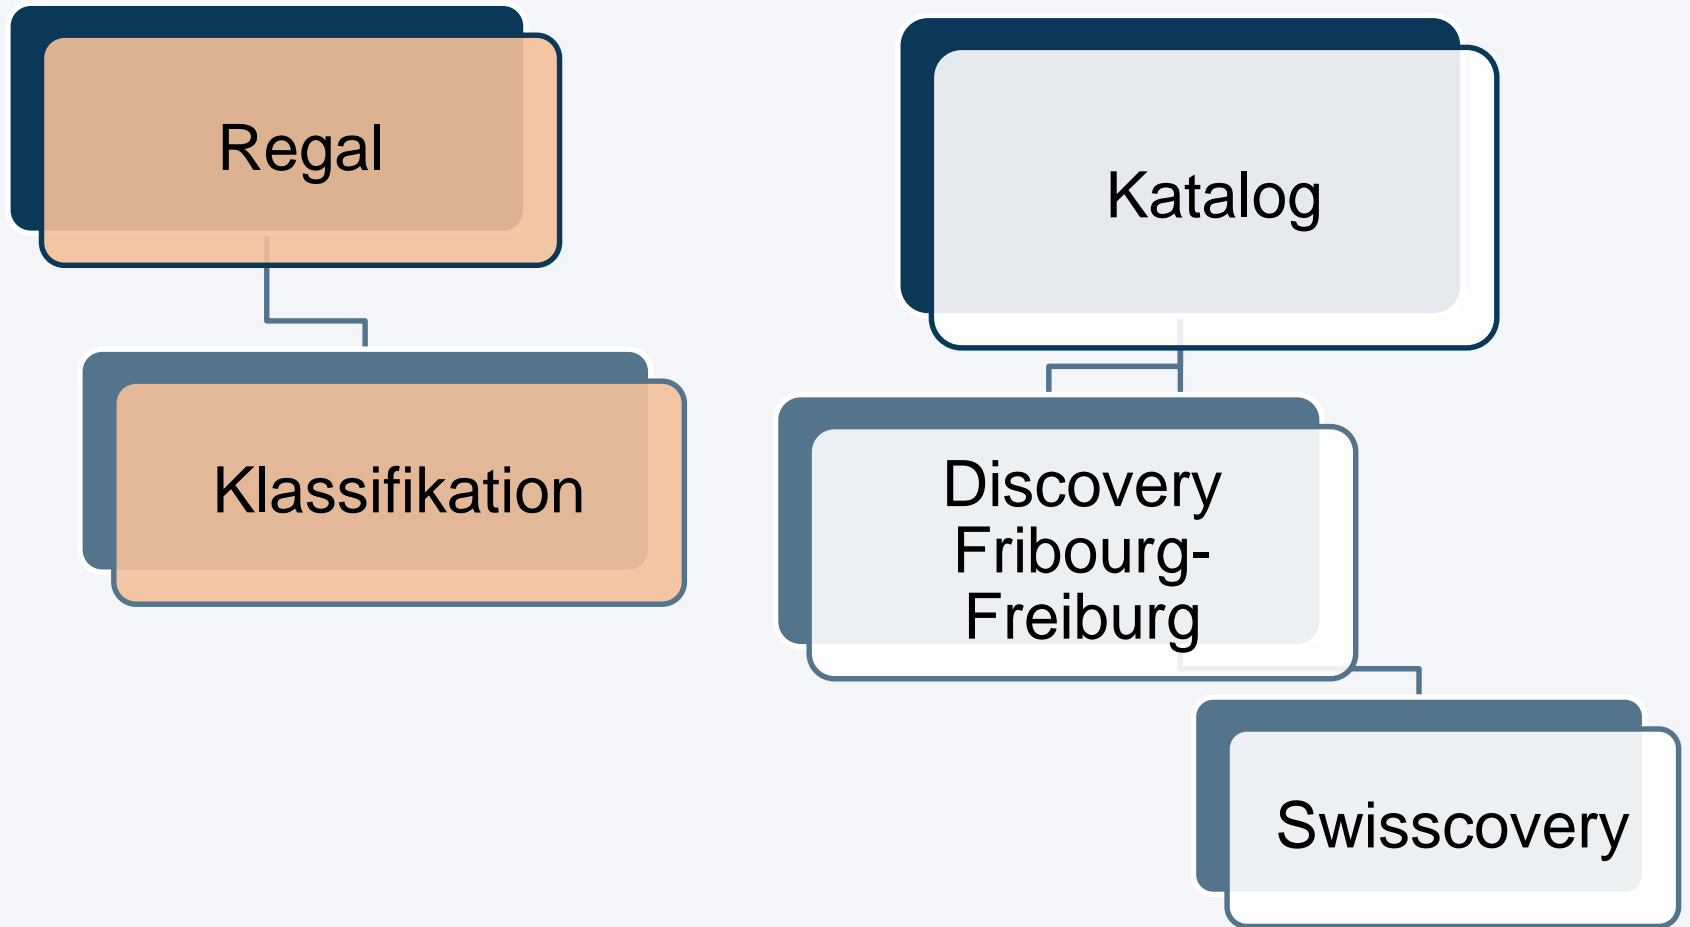 Regal
Klassifikation
Katalog
Discovery
Fribourg-
Freiburg
Swisscovery